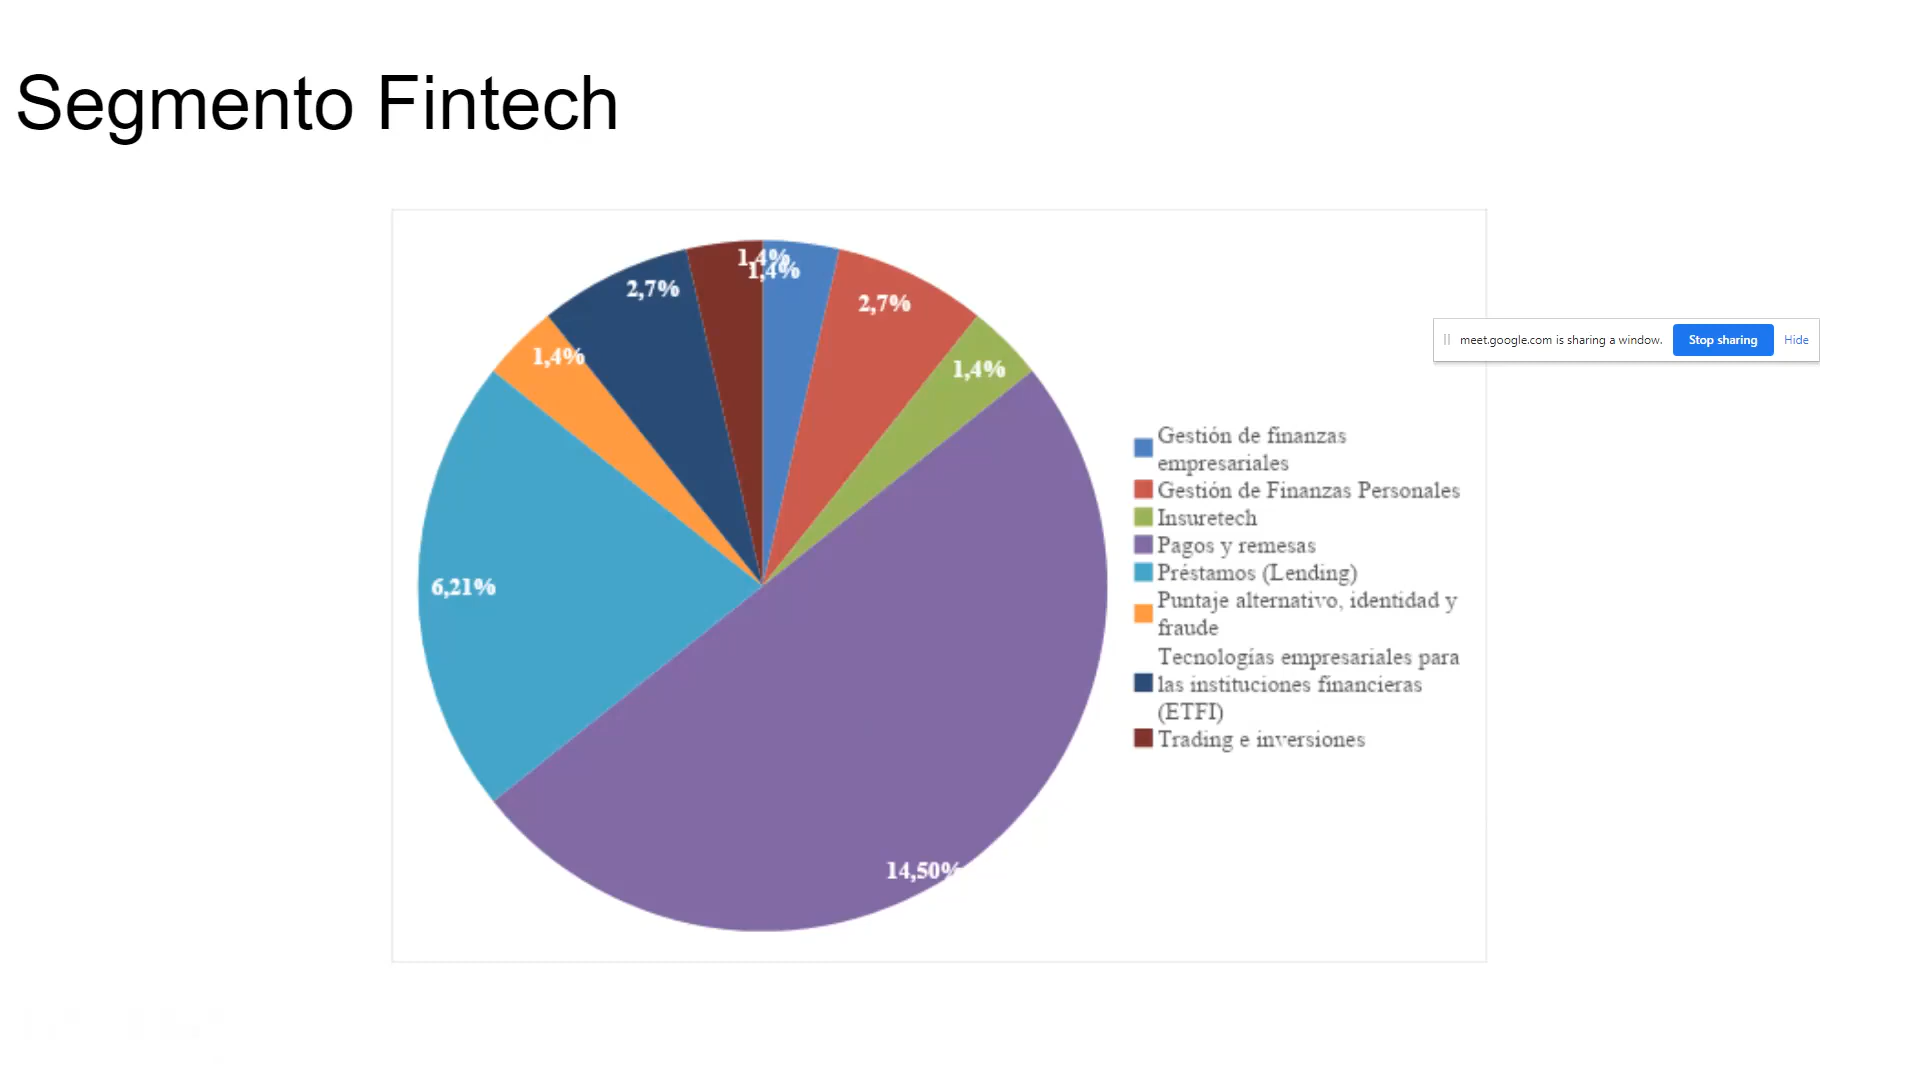 Segmento Fintech
1,4%
1,4%
2,7%
2,7%
1,4%
1,4%
6,21%
14,50%
meet.google.com is sharing a window.
Stop sharing
Hide
Gestión de finanzas
empresariales
Gestión de Finanzas Personales
Insuretech
Pagos y remesas
Préstamos (Lending)
Puntaje alternativo, identidad y
fraude
Tecnologías empresariales para
las instituciones financieras
(ETFI)
Trading e inversiones